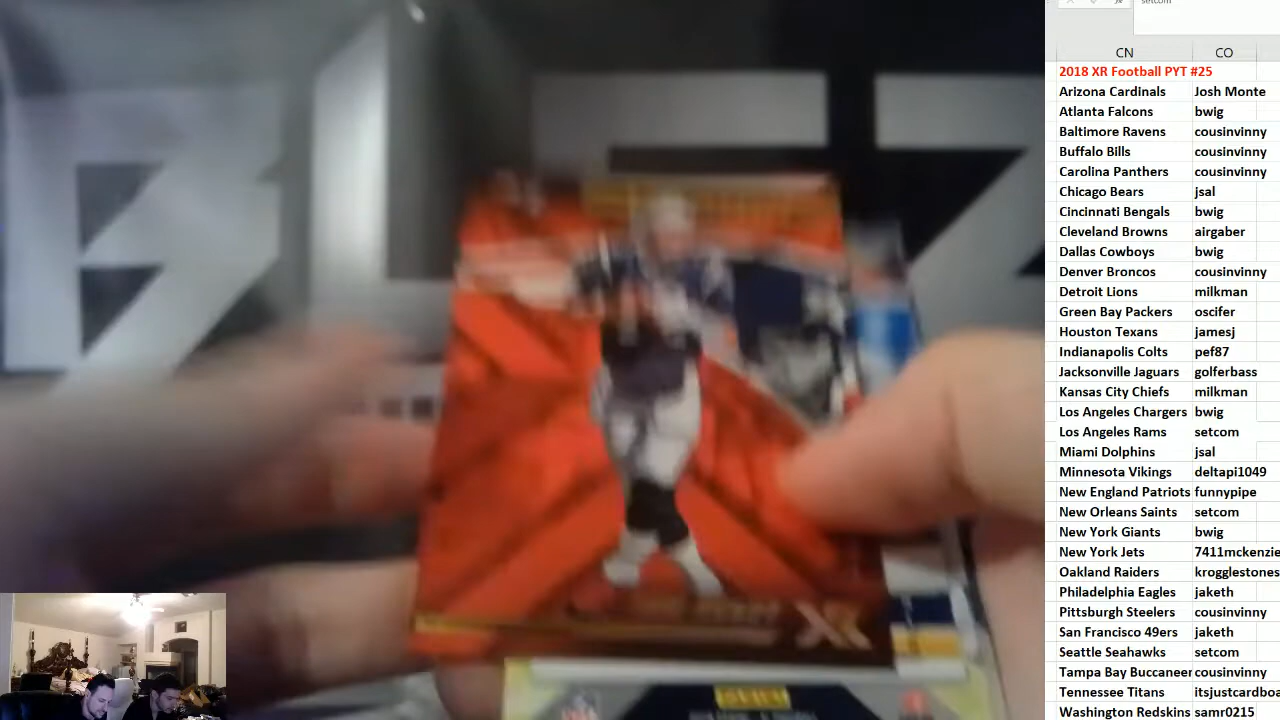 setcom
CN CO
2018 XR Football PYT #25
Arizona Cardinals Josh Monte
Atlanta Falcons bwig
Baltimore Ravens cousinvinny
Buffalo Bills cousinvinny
Carolina Panthers cousinvinny
Chicago Bears jsal
Cincinnati Bengals bwig
Cleveland Browns airgaber
Dallas Cowboys bwig
Denver Broncos cousinvinny
Detroit Lions milkman
Green Bay Packers oscifer
Houston Texans jamesj
Indianapolis Colts pef87
Jacksonville Jaguars golferbass
Kansas City Chiefs milkman
Los Angeles Chargers bwig
Los Angeles Rams setcom
Miami Dolphins jsal
Minnesota Vikings deltapi1049
New England Patriots funnypipe
New Orleans Saints setcom
New York Giants bwig
New York Jets 7411mckenzie
Oakland Raiders krogglestones
Philadelphia Eagles jaketh
Pittsburgh Steelers cousinvinny
San Francisco 49ers jaketh
Seattle Seahawks setcom
Tampa Bay Buccaneer cousinvinny
Tennessee Titans itsjustcardboa
Washington Redskins samr0215
XR
PANINI